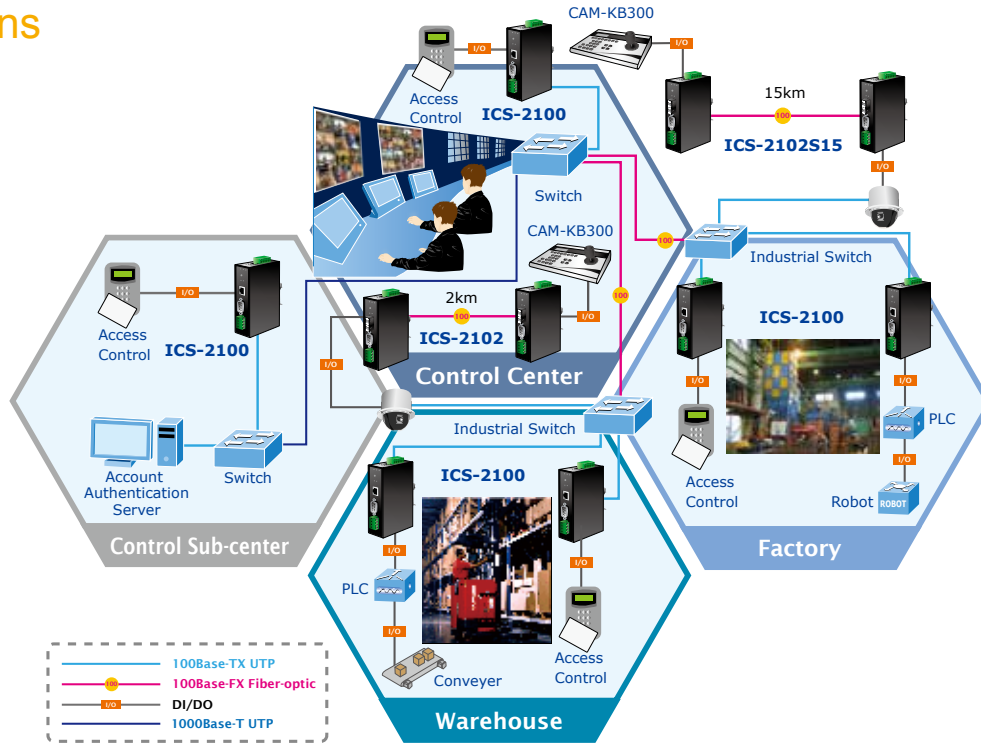 ns
CAM-KB300
I/O
I/O
Access
Control
ICS-2100
15km
100
ICS-2102S15
I/O
Switch
CAM-KB300
100
Industrial Switch
I/O
Access
Control
ICS-2100
I/O
2km
100
ICS-2102
I/O
100
ICS-2100
Control Center
I/O
I/O
PLC
I/O
Access
Control
Robot
ROBOT
Factory
Industrial Switch
Account
Authentication
Server
Switch
Control Sub-center
ICS-2100
I/O
I/O
PLC
I/O
Conveyer
Access
Control
Warehouse
100Base-TX UTP
100
100Base-FX Fiber-optic
I/O
DI/DO
1000Base-T UTP